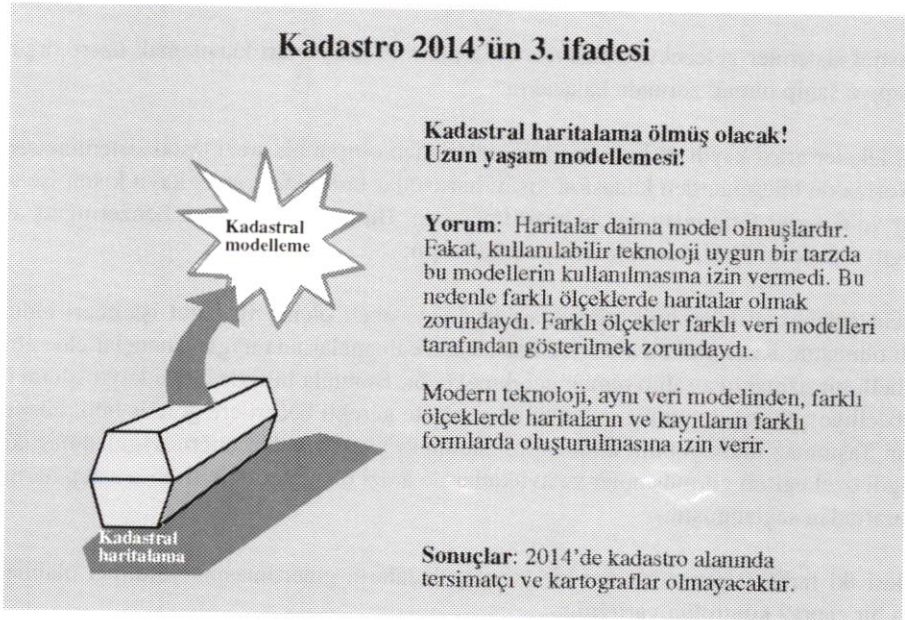 Kadastro 2014'ün 3. ifadesi
Kadastral haritalama ölmüş olacak!
Uzun yaşam modellemesi!
Kadastral
modelleme
Yorum: Haritalar daima model olmuşlardır.
Fakat, kullanılabilir teknoloji uygun bir tarzda
bu modellerin kullanılmasına izin vermedi. Bu
nedenle farklı ölçeklerde haritalar olmak
zorundaydı. Farklı ölçekler farklı veri modelleri
tarafından gösterilmek zorundaydı.
Modern teknoloji, aynı veri modelinden, farklı
ölçeklerde haritaların ve kayıtların farklı
formlarda oluşturulmasına izin verir.
Kadastral
haritalama
Sonuçlar: 2014'de kadastro alanında
tersimatçı ve kartograflar olmayacaktır.